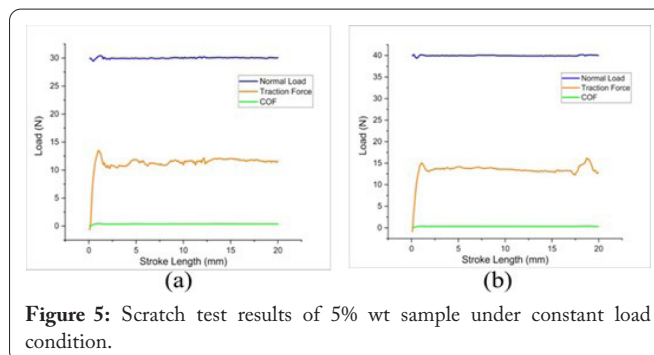 30
25
20
15
10
5
0
Load (N)
Normal Load
Traction Force
COF
0 5 10 15 20
Stroke Length (mm)
(a)
40
35
30
25
20
15
10
5
0
Load (N)
Normal Load
Traction Force
COF
0 5 10 15 20
Stroke Length (mm)
(b)
Figure 5: Scratch test results of 5% wt sample under constant load
condition.